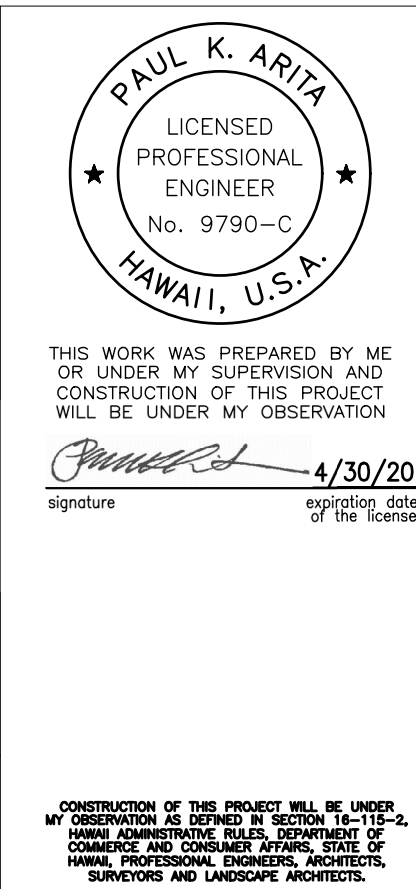 PAUL K. ARITA
LICENSED
PROFESSIONAL
ENGINEER
No. 9790-C
HAWAII, U.S.A.
THIS WORK WAS PREPARED BY ME
OR UNDER MY SUPERVISION AND
CONSTRUCTION OF THIS PROJECT
WILL BE UNDER MY OBSERVATION
4/30/20
signature
expiration date
of the license
CONSTRUCTION OF THIS PROJECT WILL BE UNDER
MY OBSERVATION AS DEFINED IN SECTION 16-115-2,
HAWAII ADMINISTRATIVE RULES, DEPARTMENT OF
COMMERCE AND CONSUMER AFFAIRS, STATE OF
HAWAII, PROFESSIONAL ENGINEERS, ARCHITECTS,
SURVEYORS AND LANDSCAPE ARCHITECTS.